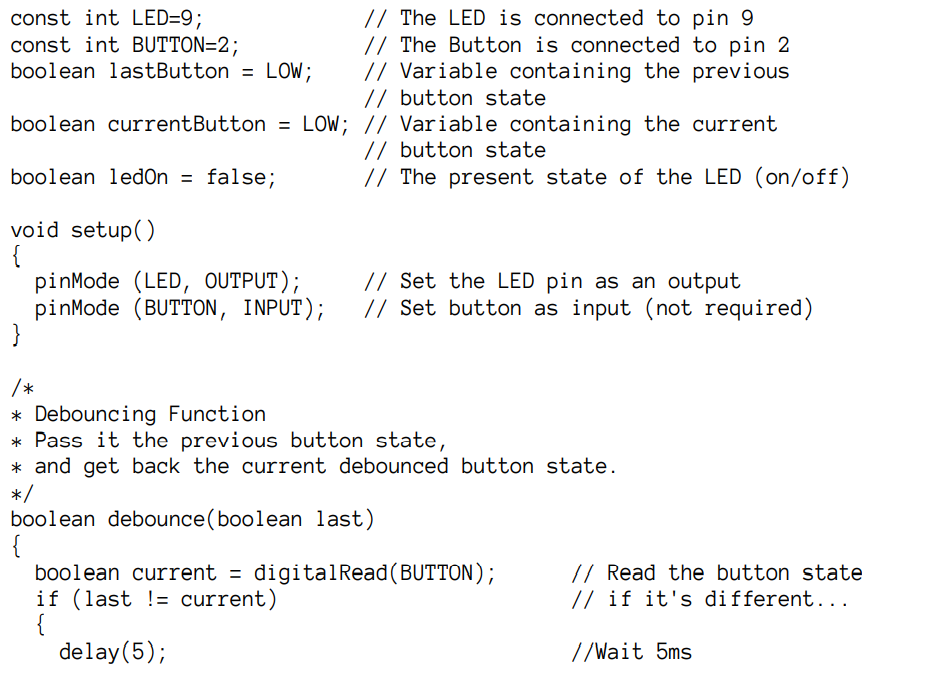 const int LED=9;             // The LED is connected to pin 9
const int BUTTON=2;          // The Button is connected to pin 2
boolean lastButton = LOW;    // Variable containing the previous
                             // button state
boolean currentButton = LOW; // Variable containing the current
                             // button state
boolean ledOn = false;       // The present state of the LED (on/off)

void setup()
{
  pinMode (LED, OUTPUT);     // Set the LED pin as an output
  pinMode (BUTTON, INPUT);   // Set button as input (not required)
}

/*
* Debouncing Function
* Pass it the previous button state,
* and get back the current debounced button state.
*/
boolean debounce(boolean last)
{
  boolean current = digitalRead(BUTTON);      // Read the button state
  if (last != current)                        // if it's different...
  {
    delay(5);                                 //Wait 5ms